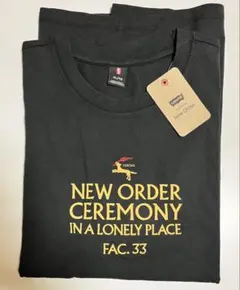 NEW ORDER
CEREMONY
IN A LONELY PLACE
FAC. 33